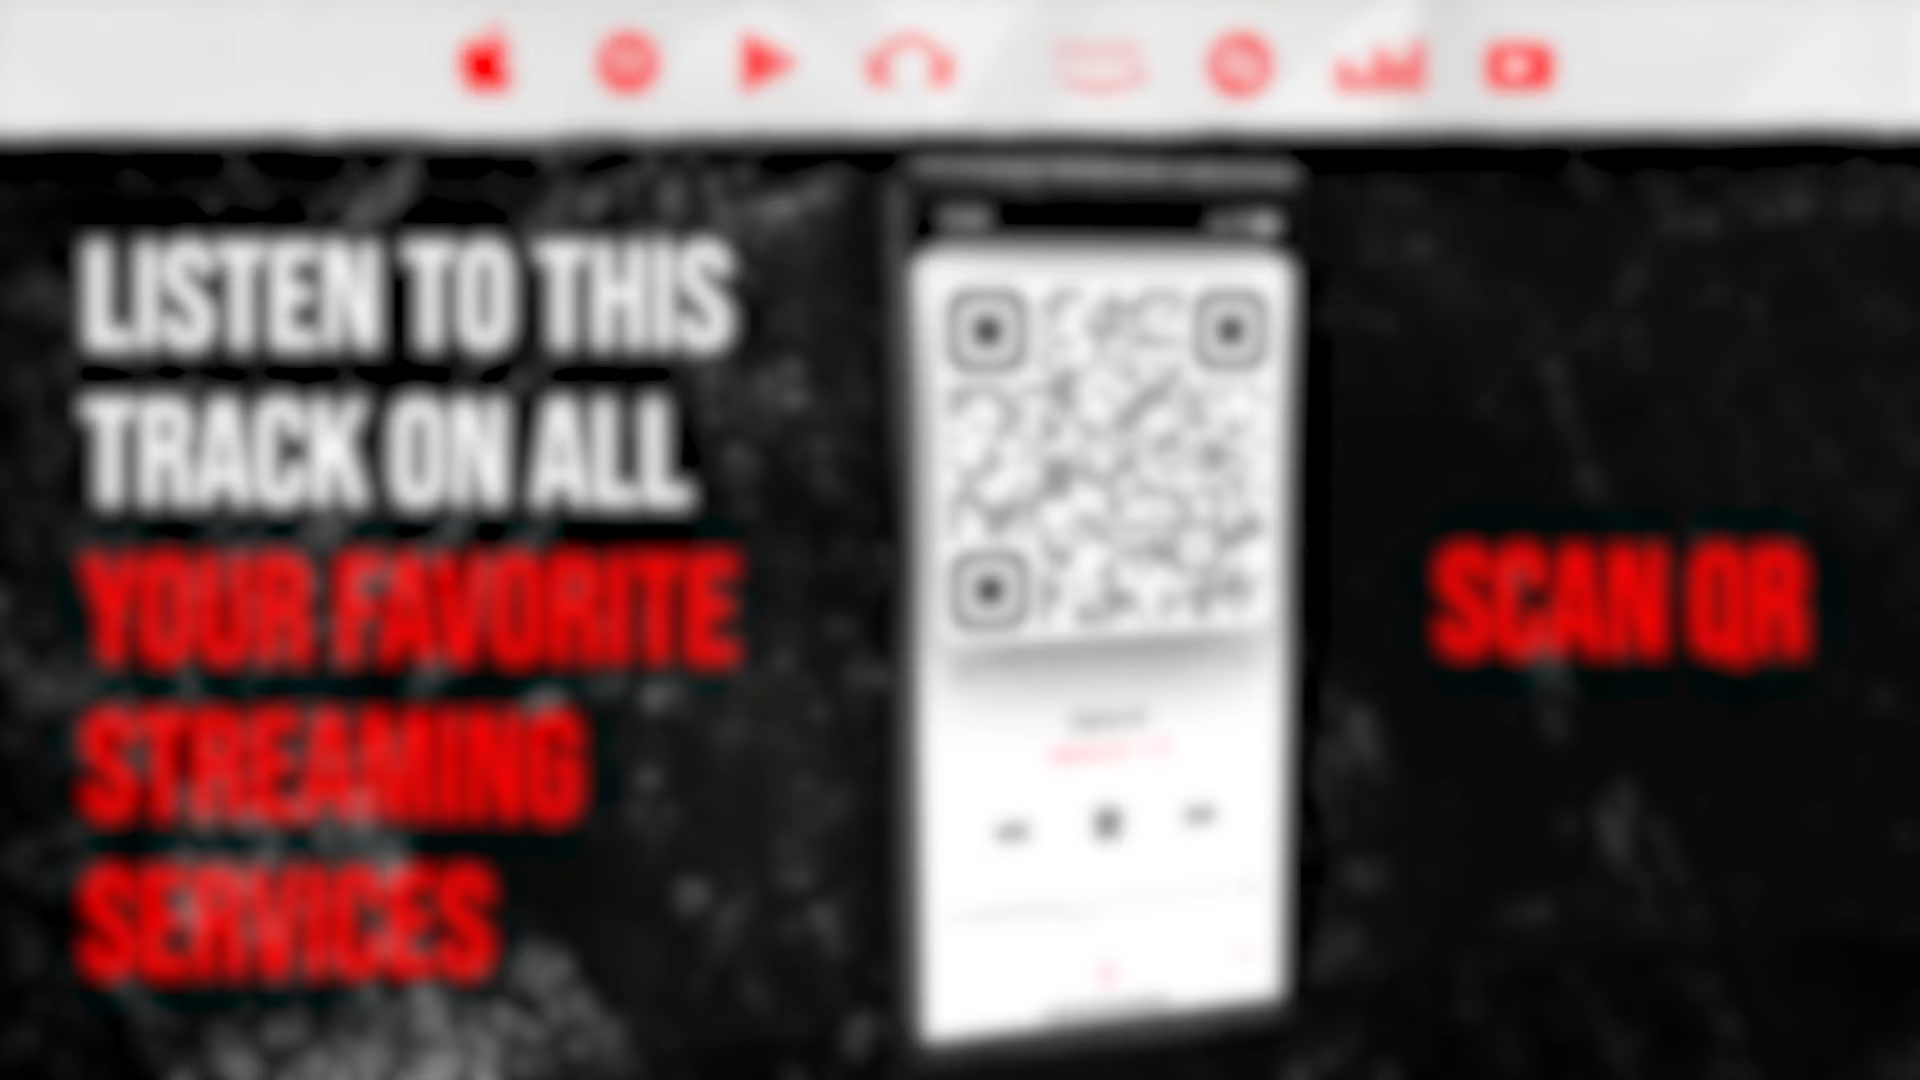 LISTEN TO THIS
TRACK ON ALL
YOUR FAVORITE
STREAMING
SERVICES
SCAN QR